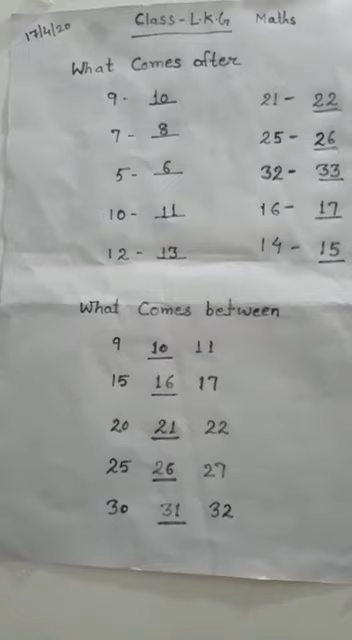 17/4/20 Class-L.K.G Maths
What Comes after
9- 10 21- 22
7- 8 25- 26
5- 6 32- 33
10- 11 16- 17
12- 13 14- 15
What Comes between
9 10 11
15 16 17
20 21 22
25 26 27
30 31 32